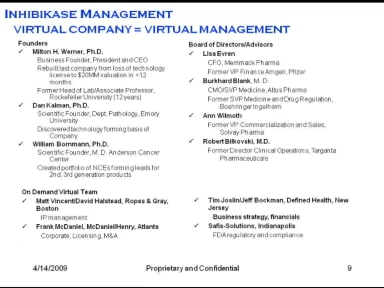 INHIBIKASE MANAGEMENT
VIRTUAL COMPANY = VIRTUAL MANAGEMENT
Founders
✓ Milton H. Werner, Ph.D.
Business Founder, President and CEO
Rebuilt last company from loss of technology
license to $20MM valuation in <12
months
Former Head of Lab/Associate Professor,
Rockefeller University (12 years)
✓ Dan Kalman, Ph.D.
Scientific Founder, Dept. Pathology, Emory
University
Discovered technology forming basis of
Company
✓ William Bornmann, Ph.D.
Scientific Founder, M. D. Anderson Cancer
Center
Created portfolio of NCEs forming leads for
2nd, 3rd generation products
Board of Directors/Advisors
✓ Lisa Evren
CFO, Merrimack Pharma
Former VP Finance Amgen, Pfizer
✓ Burkhard Blank, M. D.
CMO/SVP Medicine, Altus Pharma
Former SVP Medicine and Drug Regulation,
Boehringer Ingelheim
✓ Ann Wilmoth
Former VP Commercialization and Sales,
Solvay Pharma
✓ Robert Bilkovski, M.D.
Former Director Clinical Operations, Targanta
Pharmaceuticals
On Demand Virtual Team
✓ Matt Vincent/David Halstead, Ropes & Gray,
Boston
IP management
✓ Frank McDaniel, McDaniel/Henry, Atlanta
Corporate, Licensing, M&A
✓ Tim Joslin/Jeff Bockman, Defined Health, New
Jersey
Business strategy, financials
✓ Safis-Solutions, Indianapolis
FDA regulatory and compliance
4/14/2009 Proprietary and Confidential 9